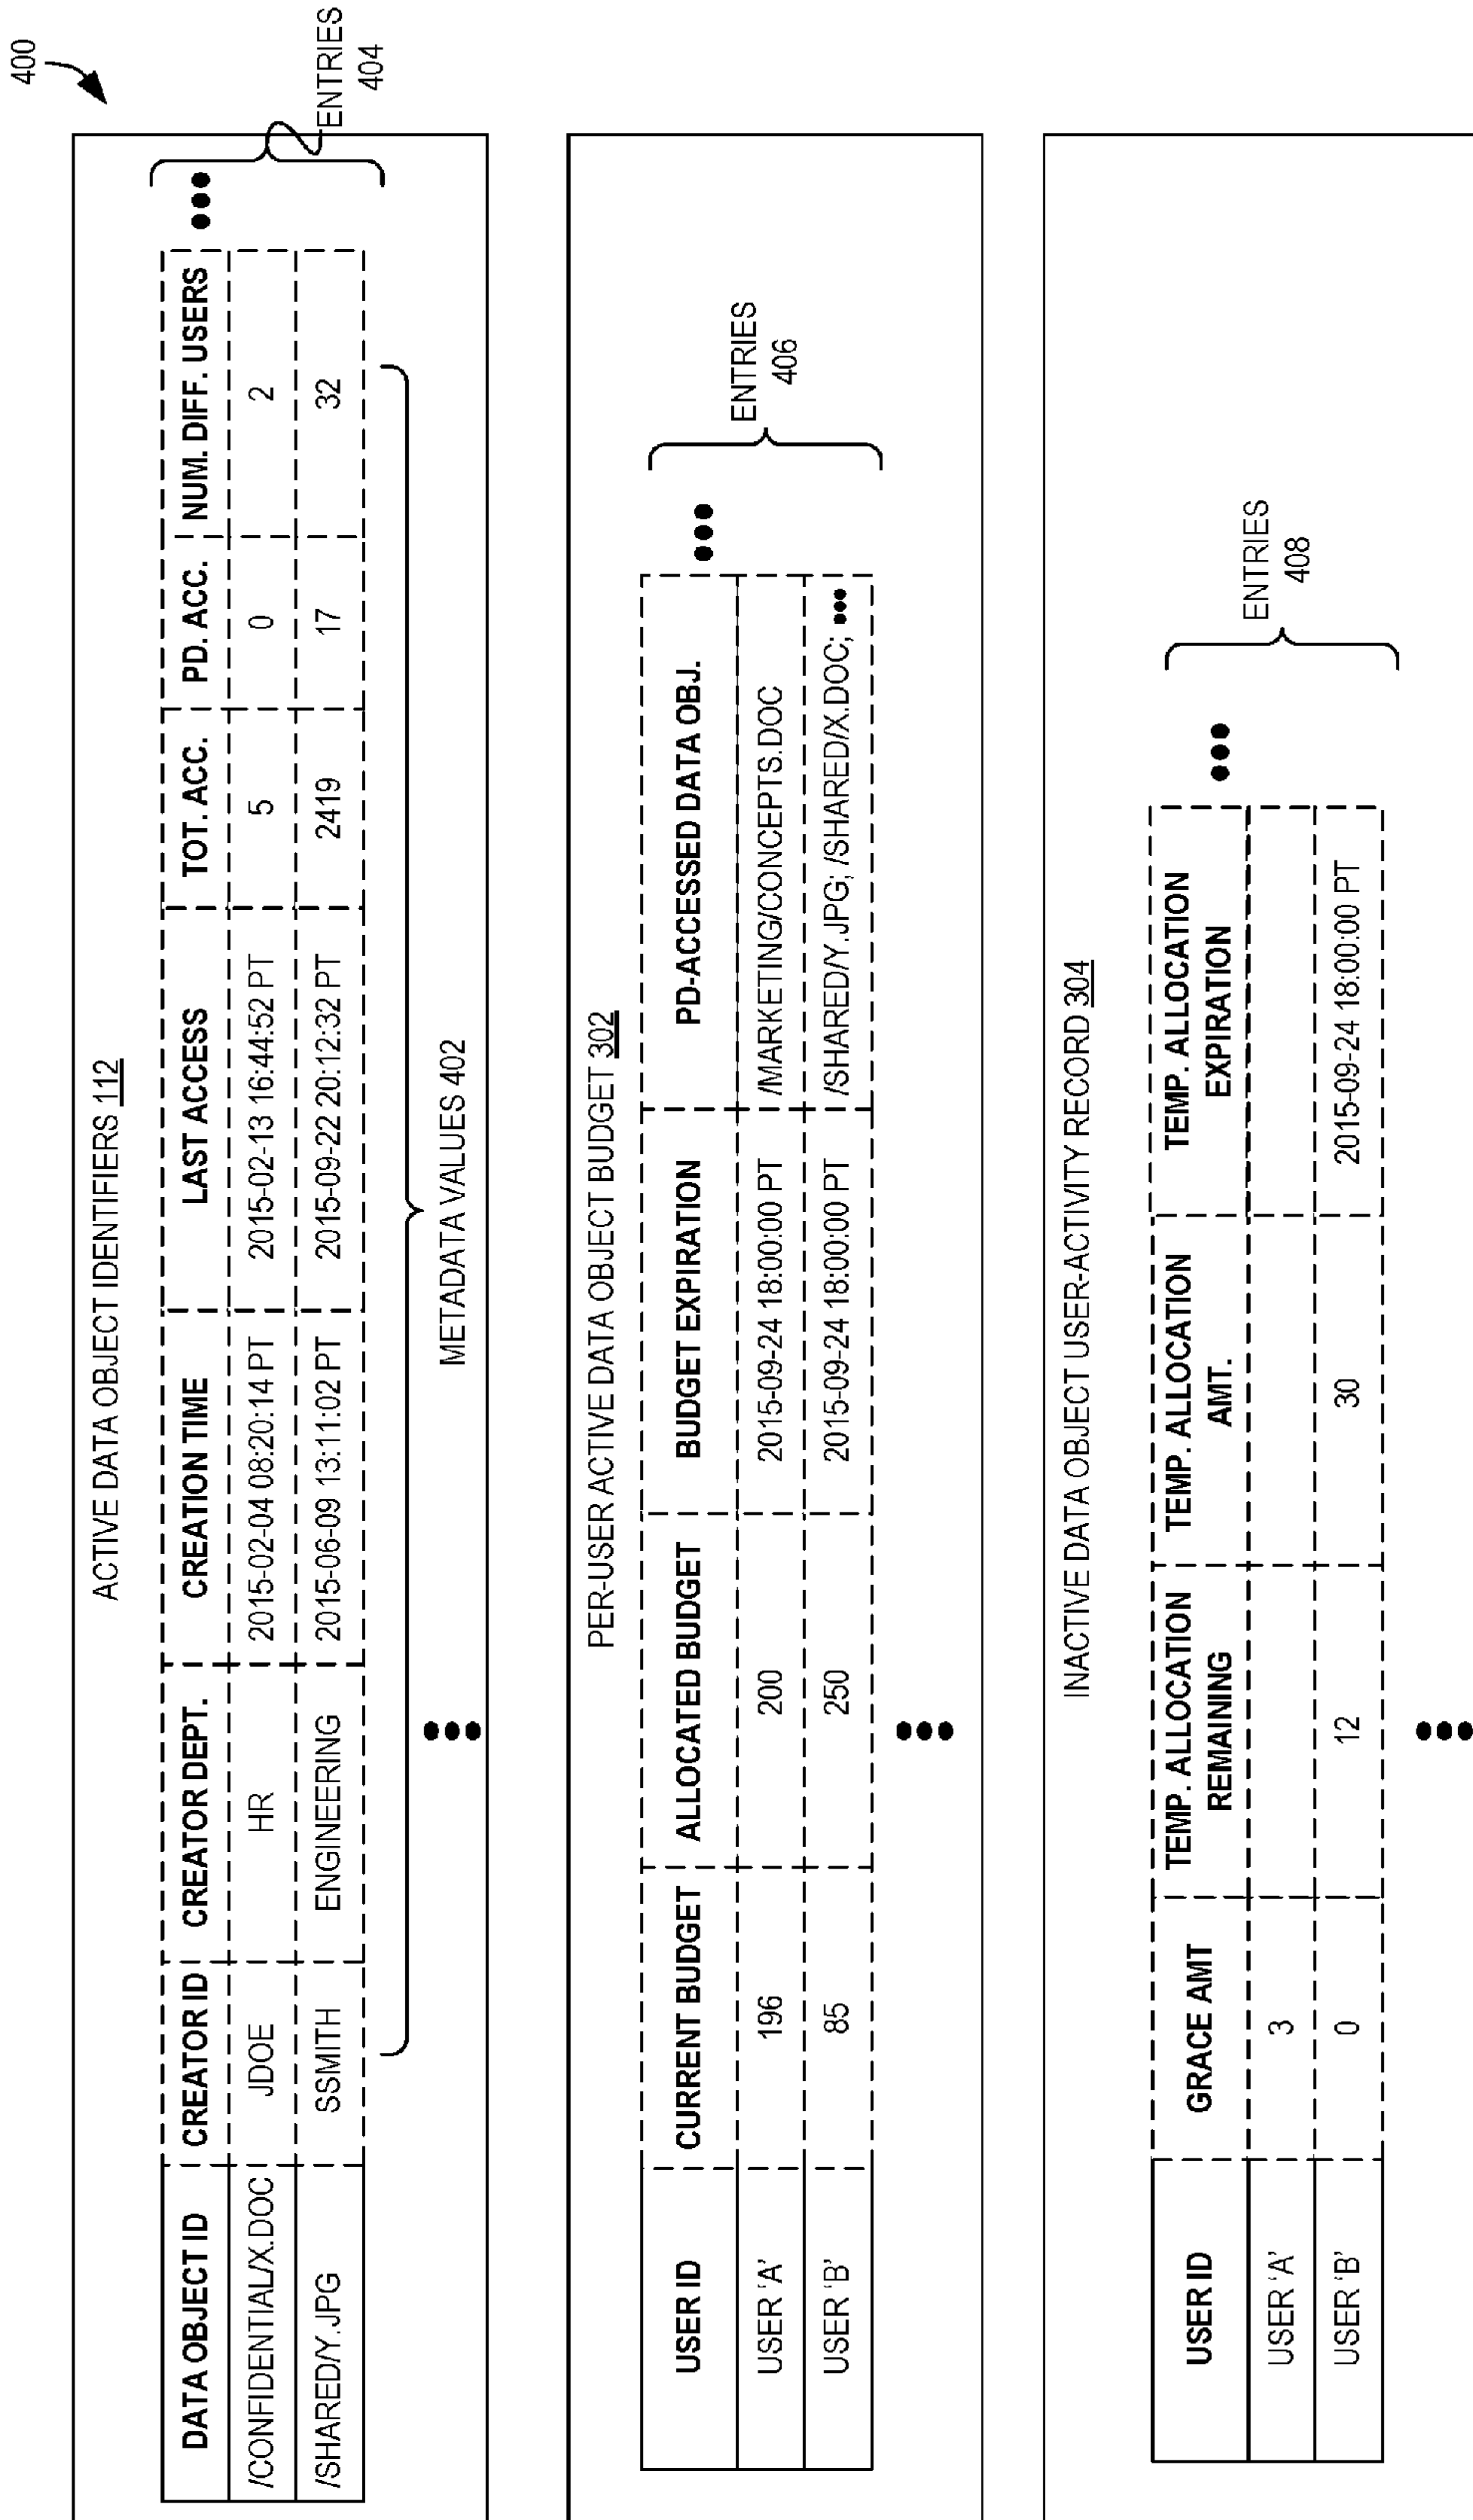 400
ACTIVE DATA OBJECT IDENTIFIERS 112
DATA OBJECT ID CREATOR ID CREATOR DEPT. CREATION TIME LAST ACCESS TOT. ACC. PD. ACC. NUM. DIFF. USERS
/CONFIDENTIAL/X.DOC JDOE HR 2015-02-04 08:20:14 PT 2015-02-13 16:44:52 PT 5 0 2
/SHARED/Y.JPG SSMITH ENGINEERING 2015-06-09 13:11:02 PT 2015-09-22 20:12:32 PT 2419 17 32
ENTRIES
404
METADATA VALUES 402
PER-USER ACTIVE DATA OBJECT BUDGET 302
USER ID CURRENT BUDGET ALLOCATED BUDGET BUDGET EXPIRATION PD-ACCESSED DATA OBJ.
USER 'A' 196 200 2015-09-24 18:00:00 PT /MARKETING/CONCEPTS.DOC
USER 'B' 85 250 2015-09-24 18:00:00 PT /SHARED/Y.JPG; /SHARED/X.DOC; •••
ENTRIES
406
INACTIVE DATA OBJECT USER-ACTIVITY RECORD 304
USER ID GRACE AMT TEMP. ALLOCATION REMAINING TEMP. ALLOCATION AMT. TEMP. ALLOCATION EXPIRATION
USER 'A' 3
USER 'B' 0 12 30 2015-09-24 18:00:00 PT
ENTRIES
408